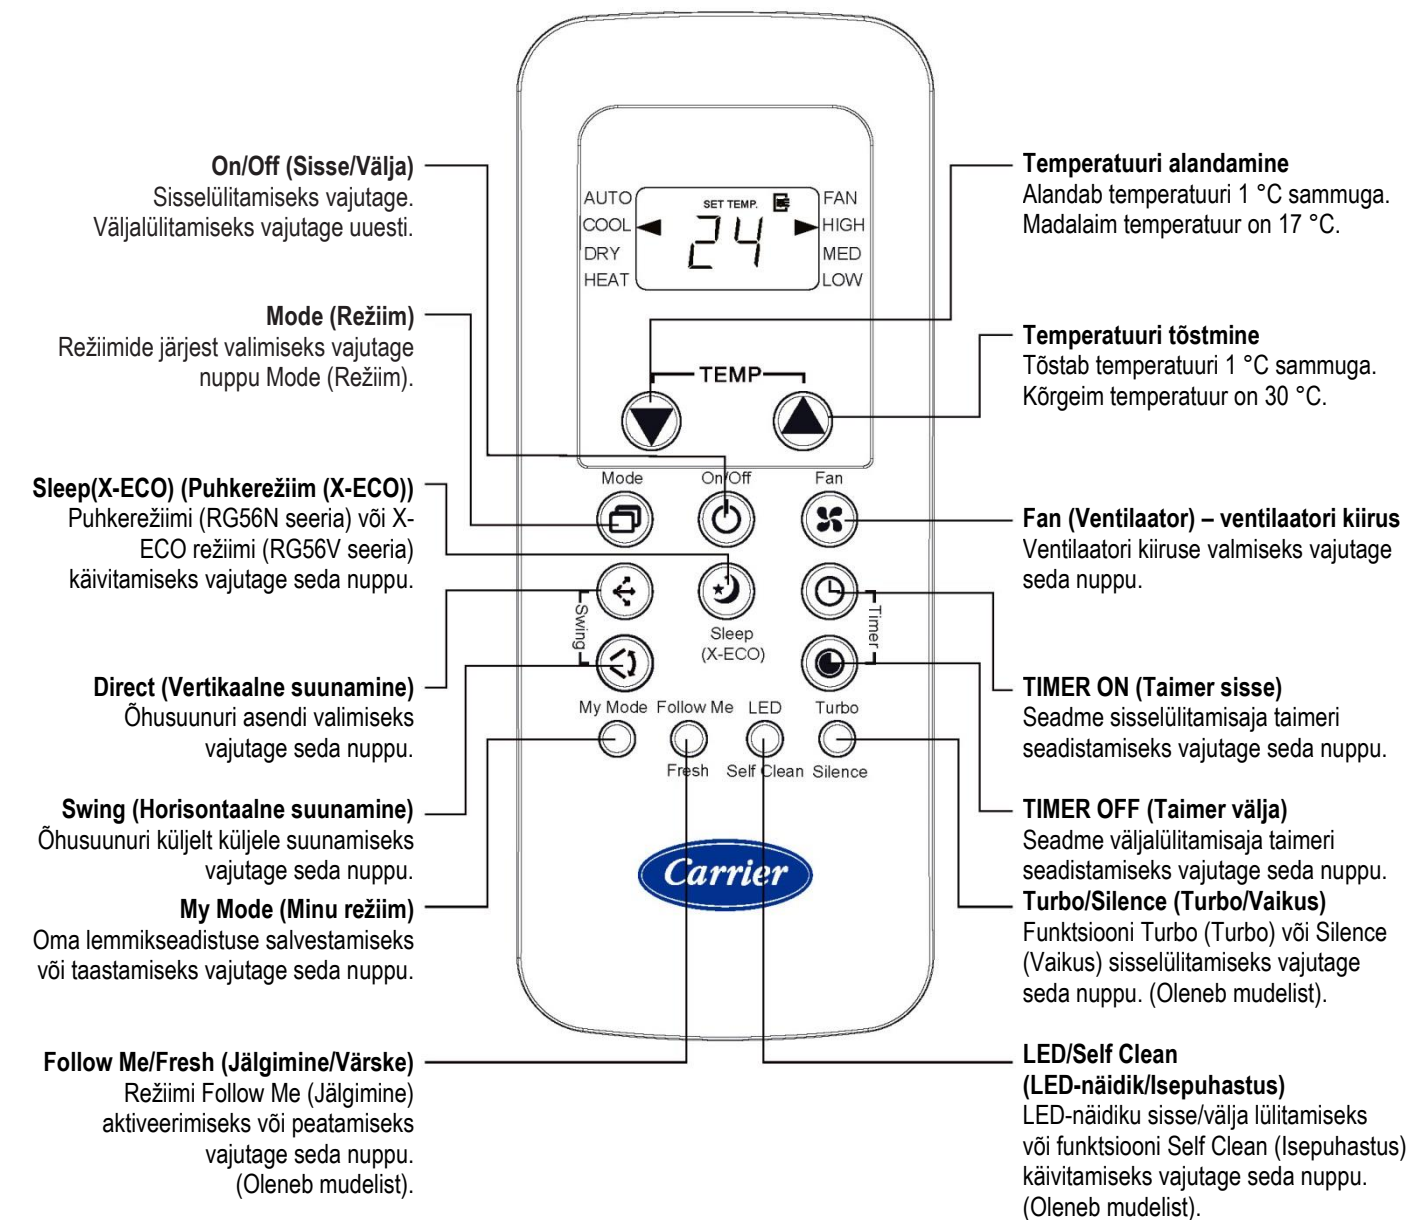 On/Off (Sisse/Välja)
Sisselülitamiseks vajutage.
Väljalülitamiseks vajutage uuesti.
Mode (Režiim)
Režiimide järjest valimiseks vajutage
nuppu Mode (Režiim).
Sleep(X-ECO) (Puhkerežiim (X-ECO))
Puhkerežiimi (RG56N seeria) või X-
ECO režiimi (RG56V seeria)
käivitamiseks vajutage seda nuppu.
Direct (Vertikaalne suunamine)
Õhusuunuri asendi valimiseks
vajutage seda nuppu.
Swing (Horisontaalne suunamine)
Õhusuunuri küljelt küljele suunamiseks
vajutage seda nuppu.
My Mode (Minu režiim)
Oma lemmikseadistuse salvestamiseks
või taastamiseks vajutage seda nuppu.
Follow Me/Fresh (Jälgimine/Värske)
Režiimi Follow Me (Jälgimine)
aktiveerimiseks või peatamiseks
vajutage seda nuppu.
(Oleneb mudelist).
AUTO
COOL
DRY
HEAT
SET TEMP.
24
FAN
HIGH
MED
LOW
TEMP
Mode On/Off Fan
Swing
Sleep
(X-ECO)
Timer
My Mode Follow Me LED Turbo
Fresh Self Clean Silence
Carrier
Temperatuuri alandamine
Alandab temperatuuri 1 °C sammuga.
Madalaim temperatuur on 17 °C.
Temperatuuri tõstmine
Tõstab temperatuuri 1 °C sammuga.
Kõrgeim temperatuur on 30 °C.
Fan (Ventilaator) – ventilaatori kiirus
Ventilaatori kiiruse valmiseks vajutage
seda nuppu.
TIMER ON (Taimer sisse)
Seadme sisselülitamisaja taimeri
seadistamiseks vajutage seda nuppu.
TIMER OFF (Taimer välja)
Seadme väljalülitamisaja taimeri
seadistamiseks vajutage seda nuppu.
Turbo/Silence (Turbo/Vaikus)
Funktsiooni Turbo (Turbo) või Silence
(Vaikus) sisselülitamiseks vajutage
seda nuppu. (Oleneb mudelist).
LED/Self Clean
(LED-näidik/Isepuhastus)
LED-näidiku sisse/välja lülitamiseks
või funktsiooni Self Clean (Isepuhastus)
käivitamiseks vajutage seda nuppu.
(Oleneb mudelist).